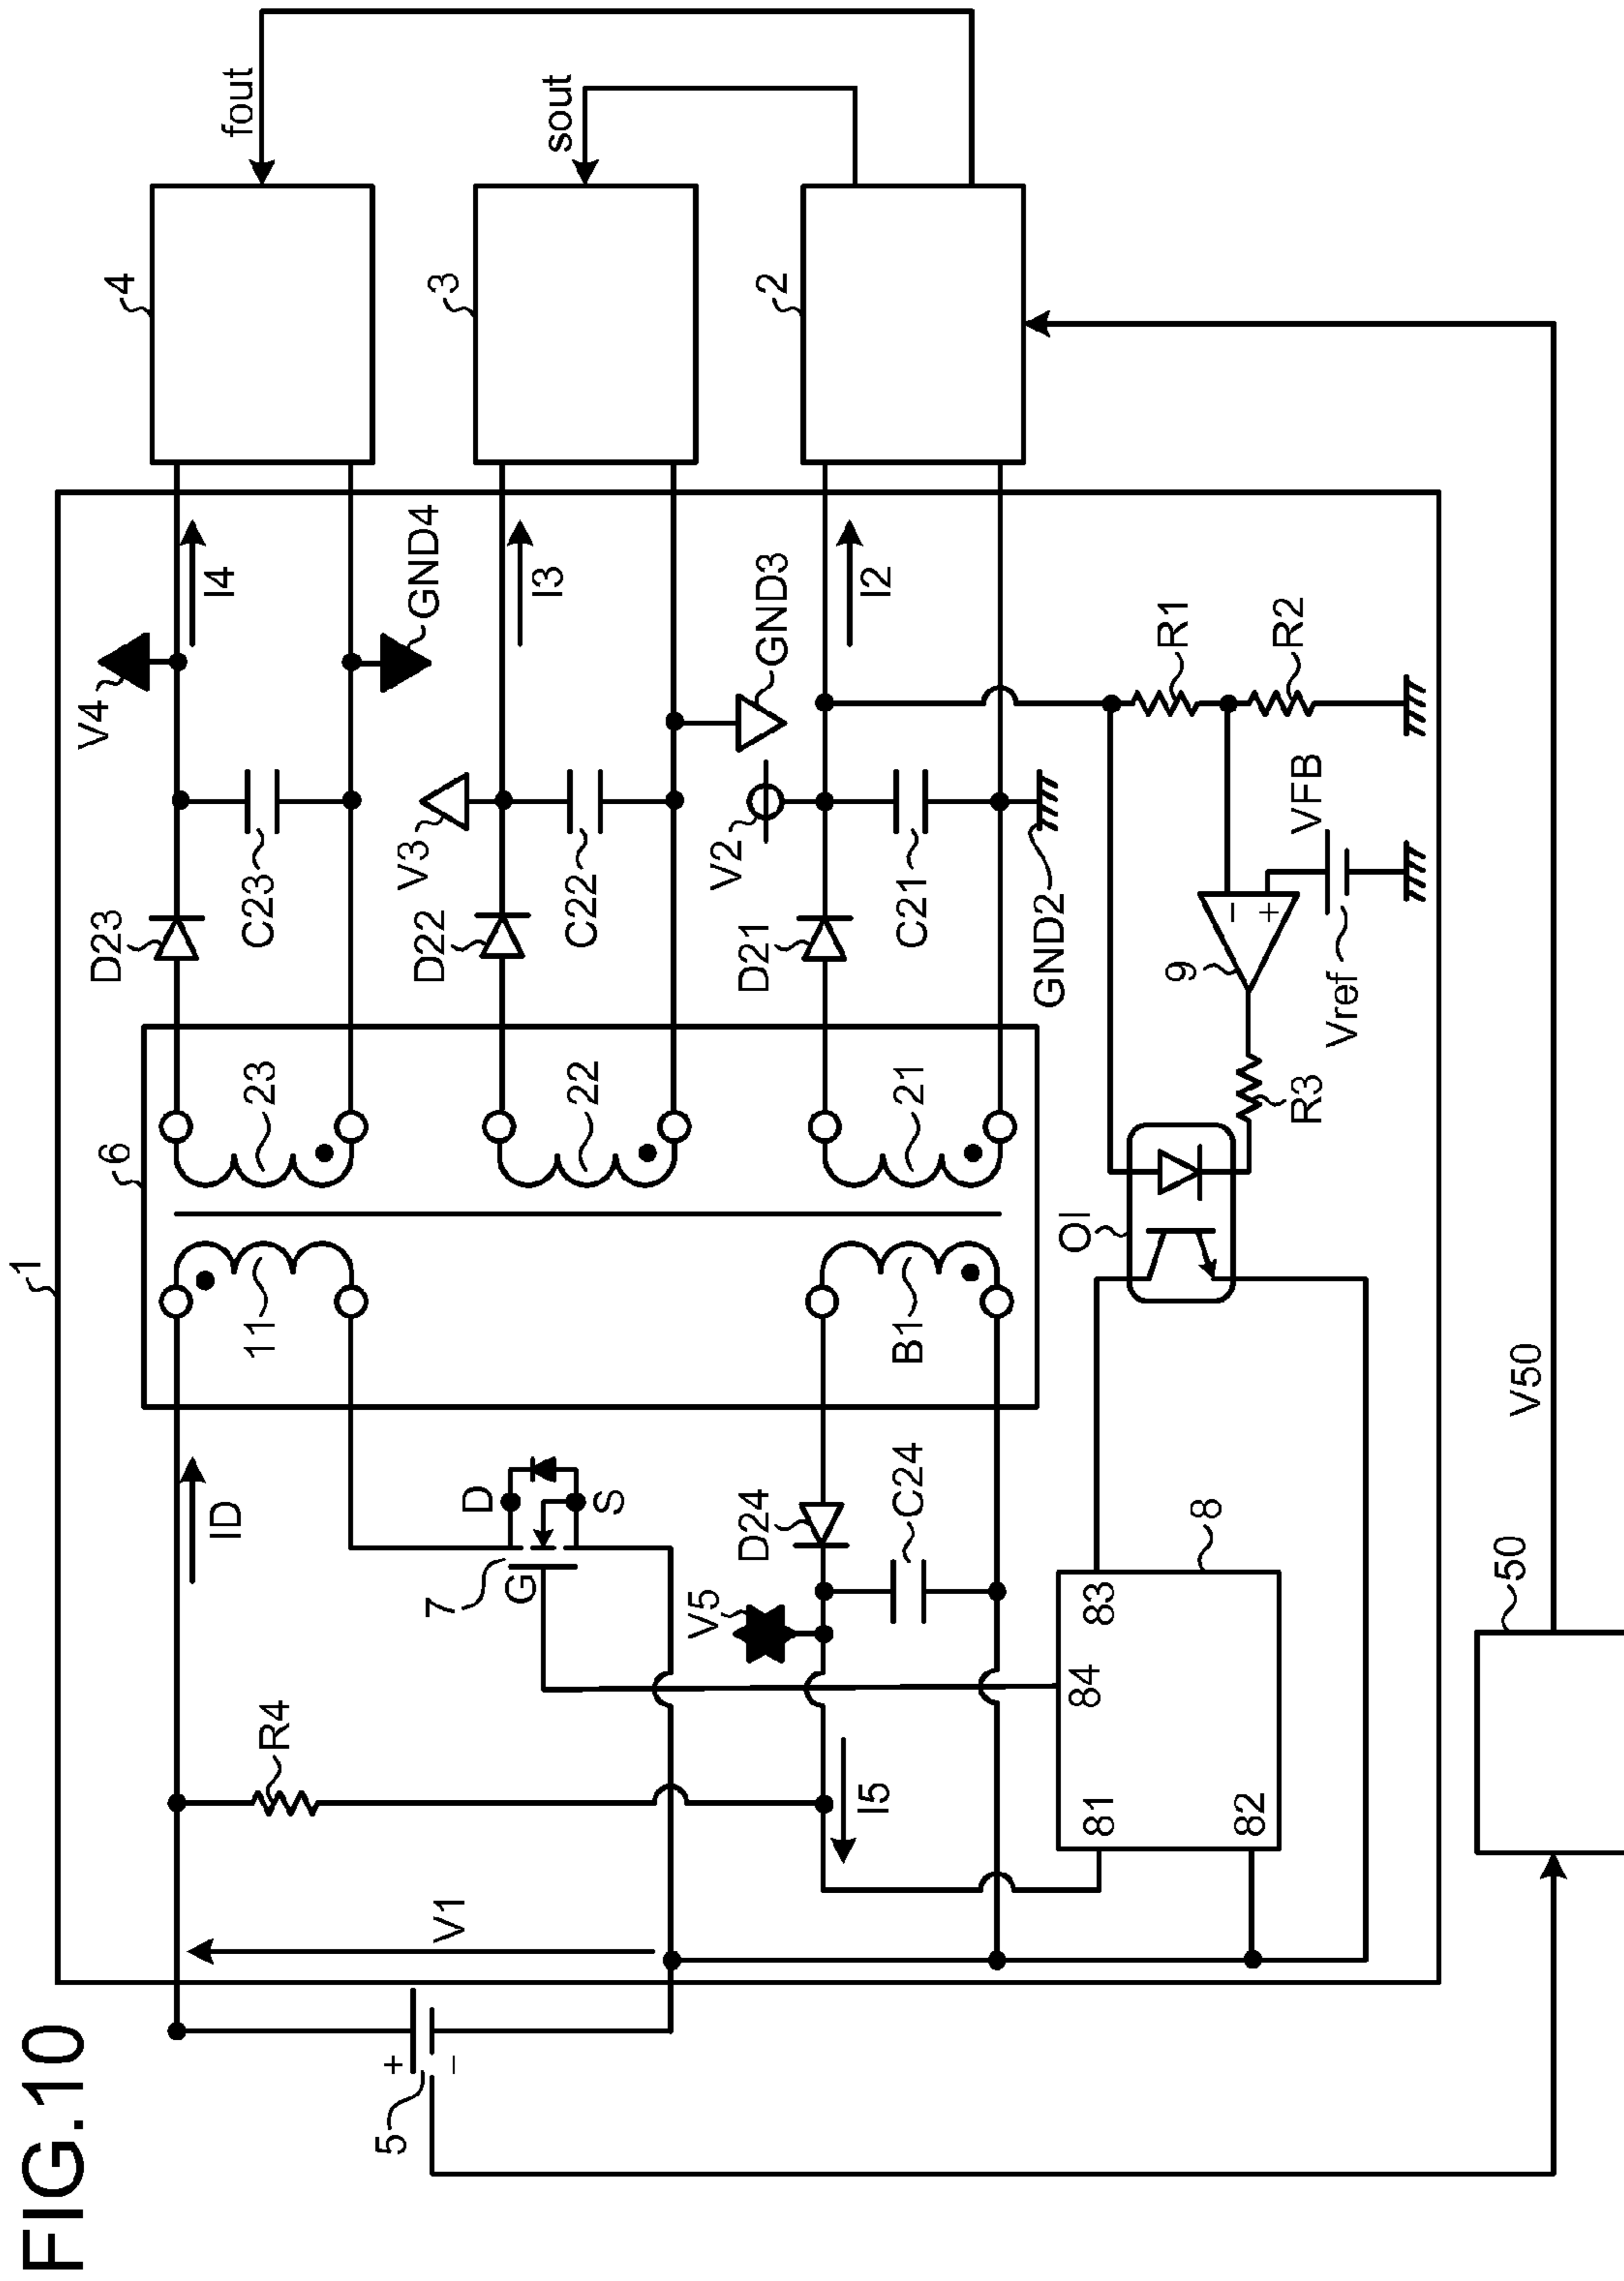 FIG.10
1
6
4
fout
3
sout
2
V4
D23
C23
I4
GND4
V3
D22
C22
I3
GND3
V2
D21
C21
I2
GND2
ID
11
23
22
21
B1
R4
V1
+
−
5
7
D
G
S
V5
D24
C24
I5
81
82
83
84
8
OI
R3
9
−
+
Vref
VFB
R1
R2
50
V50